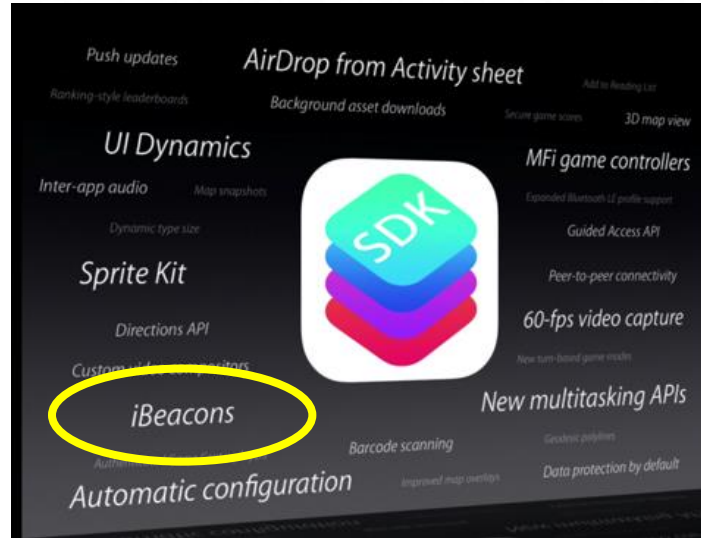 Push updates
AirDrop from Activity sheet
Add to Reading List
Ranking-style leaderboards
Background asset downloads
Secure game scores
3D map view
UI Dynamics
MFi game controllers
Inter-app audio
Map snapshots
Expanded Bluetooth LE profile support
Dynamic type size
SDK
Guided Access API
Sprite Kit
Peer-to-peer connectivity
Directions API
60-fps video capture
Custom video compositors
New turn-based game modes
iBeacons
New multitasking APIs
Barcode scanning
Geodesic polylines
Automatic configuration
Improved map overlays
Data protection by default